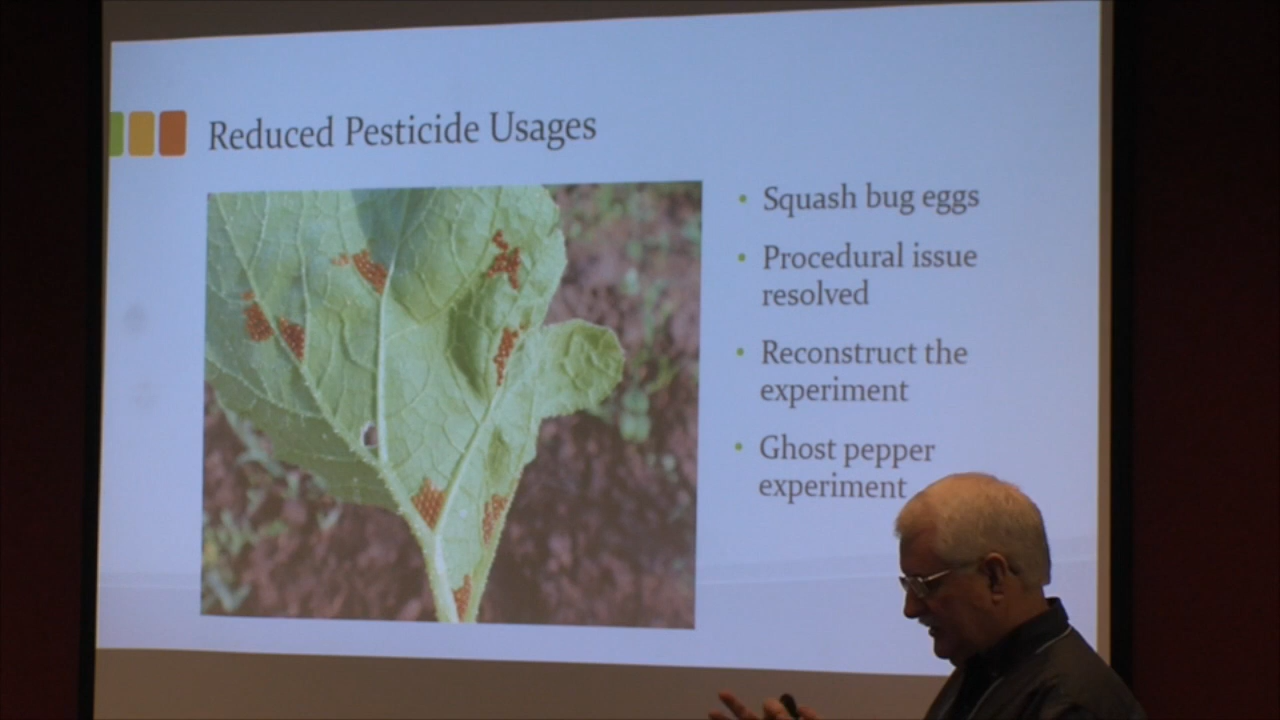 Reduced Pesticide Usages
• Squash bug eggs
• Procedural issue
resolved
• Reconstruct the
experiment
• Ghost pepper
experiment